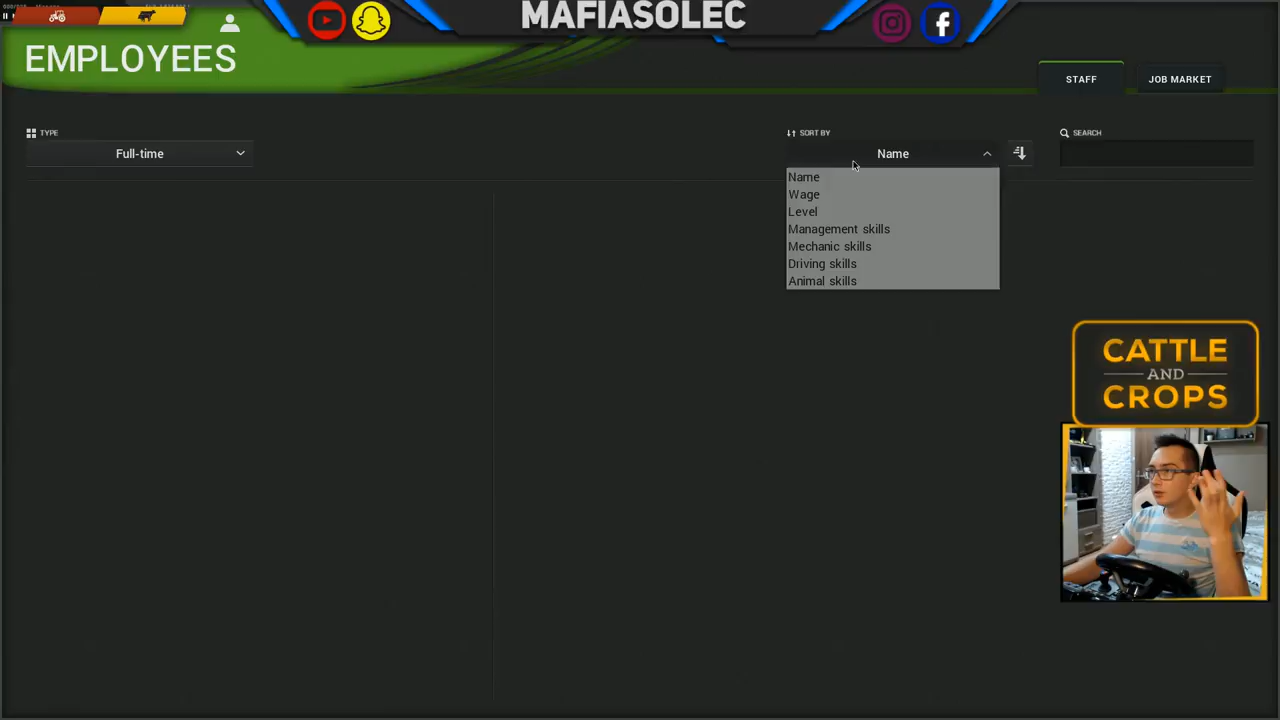 MAFIASOLEC
EMPLOYEES
STAFF
JOB MARKET
TYPE
SORT BY
SEARCH
Full-time
Name
Name
Wage
Level
Management skills
Mechanic skills
Driving skills
Animal skills
CATTLE
AND
CROPS